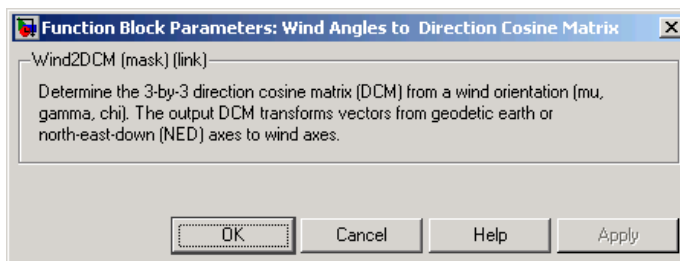 Function Block Parameters: Wind Angles to Direction Cosine Matrix
Wind2DCM (mask) (link)
Determine the 3-by-3 direction cosine matrix (DCM) from a wind orientation (mu,
gamma, chi). The output DCM transforms vectors from geodetic earth or
north-east-down (NED) axes to wind axes.
OK Cancel Help Apply